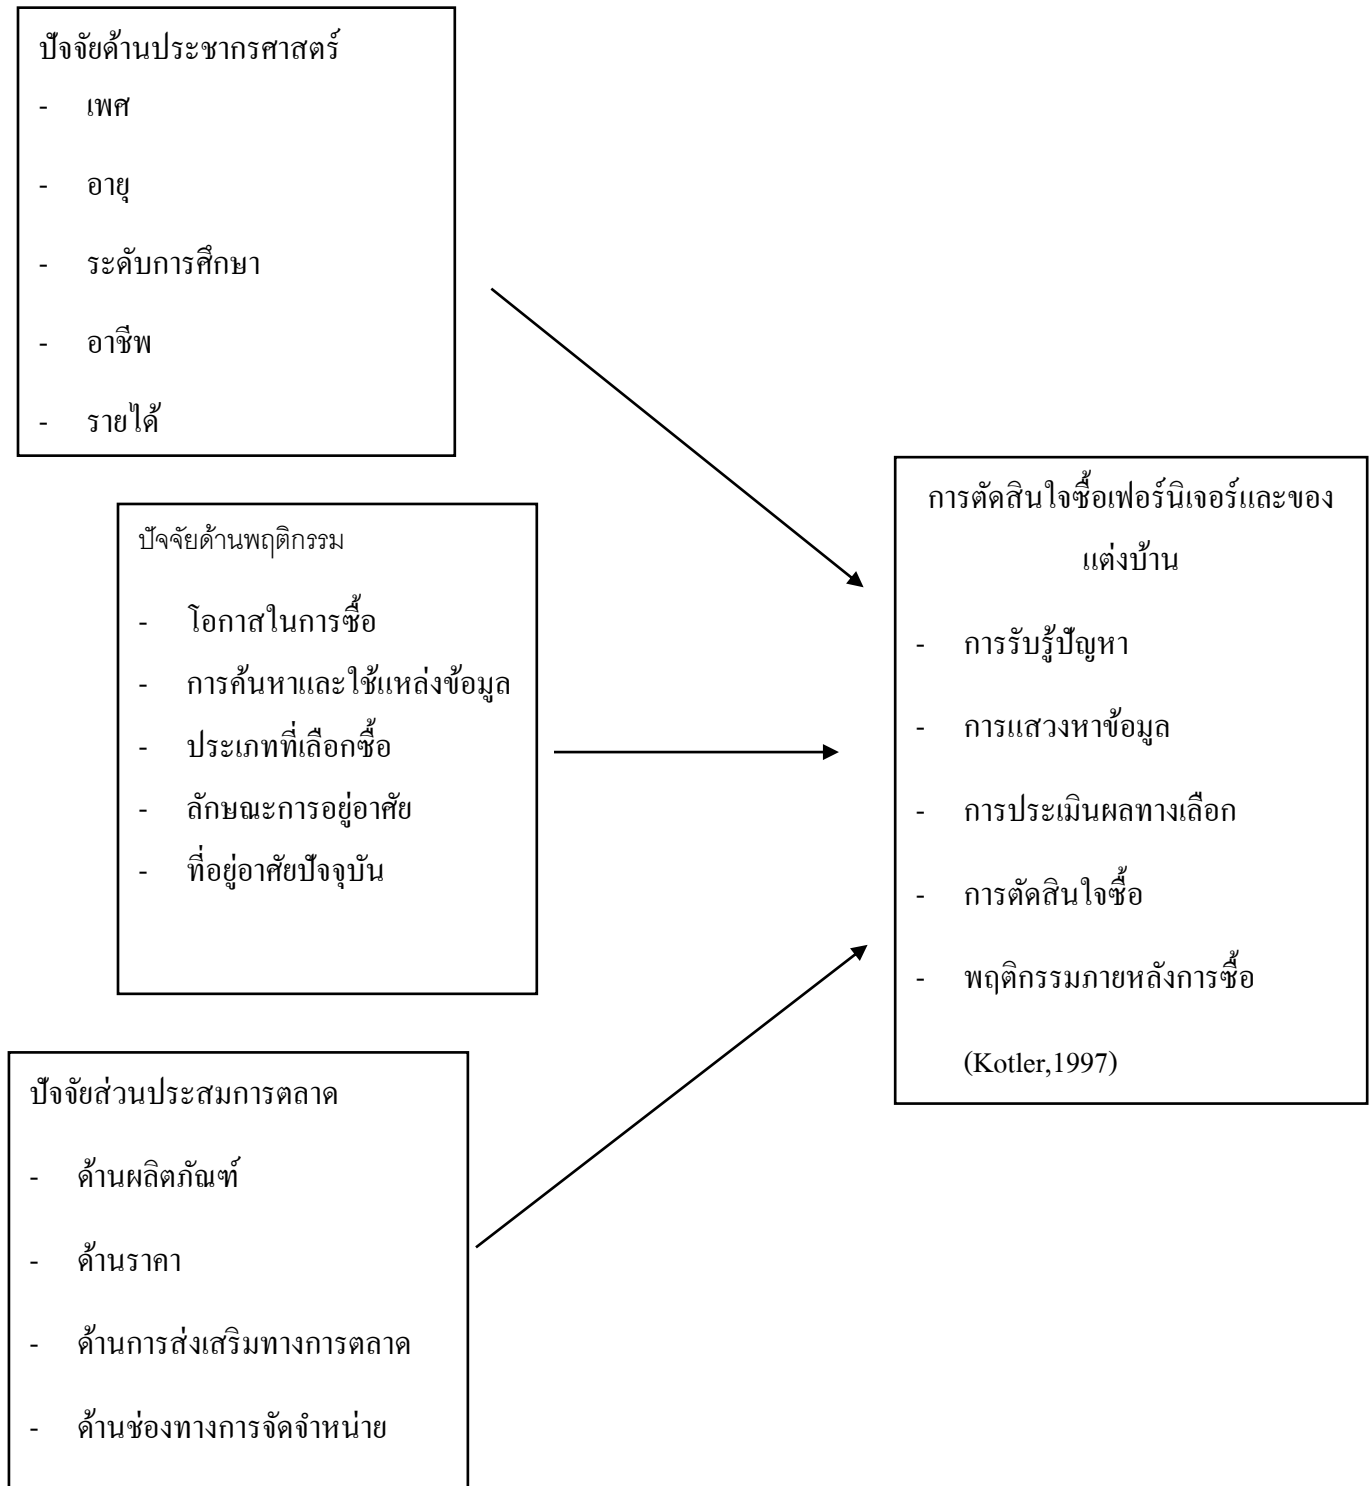 ปัจจัยด้านประชากรศาสตร์
- เพศ
- อายุ
- ระดับการศึกษา
- อาชีพ
- รายได้
ปัจจัยด้านพฤติกรรม
- โอกาสในการซื้อ
- การค้นหาและใช้แหล่งข้อมูล
- ประเภทที่เลือกซื้อ
- ลักษณะการอยู่อาศัย
- ที่อยู่อาศัยปัจจุบัน
ปัจจัยส่วนประสมการตลาด
- ด้านผลิตภัณฑ์
- ด้านราคา
- ด้านการส่งเสริมทางการตลาด
- ด้านช่องทางการจัดจำหน่าย
การตัดสินใจซื้อเฟอร์นิเจอร์และของ
แต่งบ้าน
- การรับรู้ปัญหา
- การแสวงหาข้อมูล
- การประเมินผลทางเลือก
- การตัดสินใจซื้อ
- พฤติกรรมภายหลังการซื้อ
(Kotler,1997)